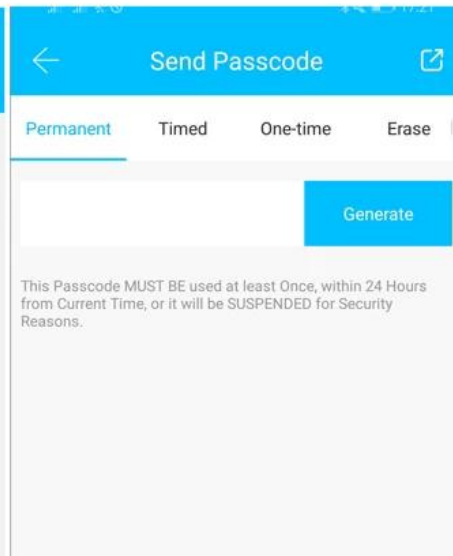 Send Passcode
Permanent Timed One-time Erase
Generate
This Passcode MUST BE used at least Once, within 24 Hours
from Current Time, or it will be SUSPENDED for Security
Reasons.